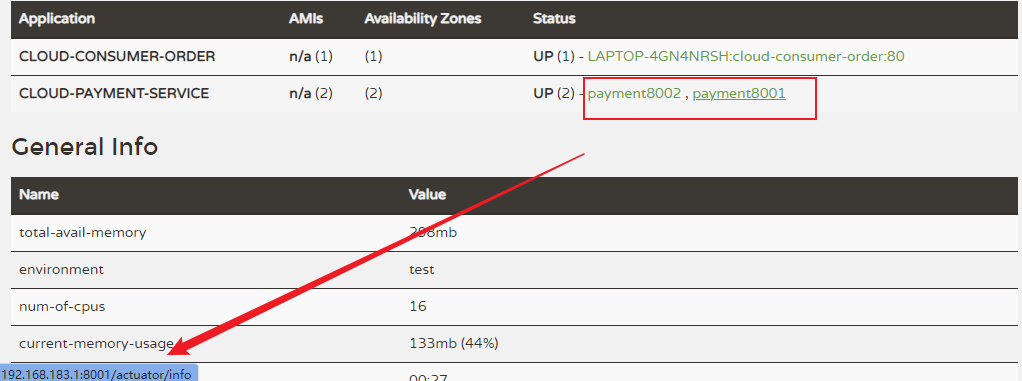 Application AMIs Availability Zones Status
CLOUD-CONSUMER-ORDER n/a (1) (1) UP (1) - LAPTOP-4GN4NRSH:cloud-consumer-order:80
CLOUD-PAYMENT-SERVICE n/a (2) (2) UP (2) - payment8002 , payment8001
General Info
Name Value
total-avail-memory 298mb
environment test
num-of-cpus 16
current-memory-usage 133mb (44%)
00:27
192.168.183.1:8001/actuator/info